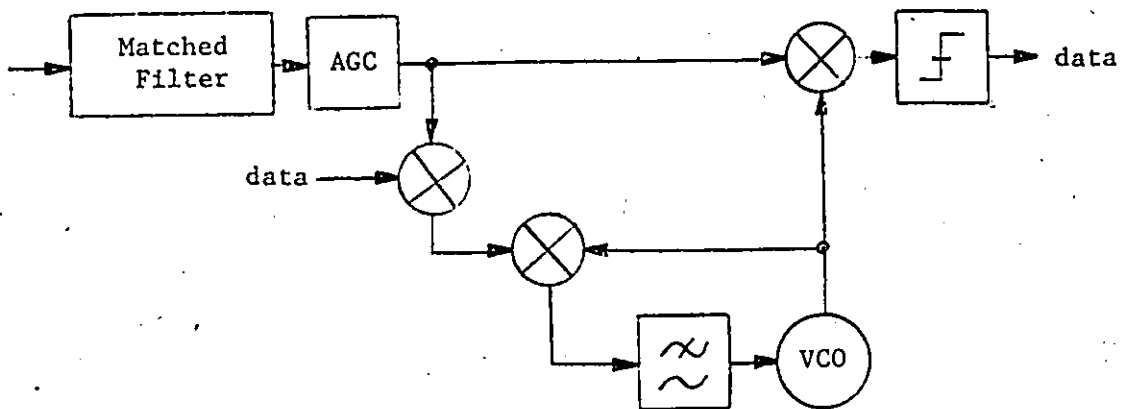 Matched
Filter
AGC
data
data
VCO